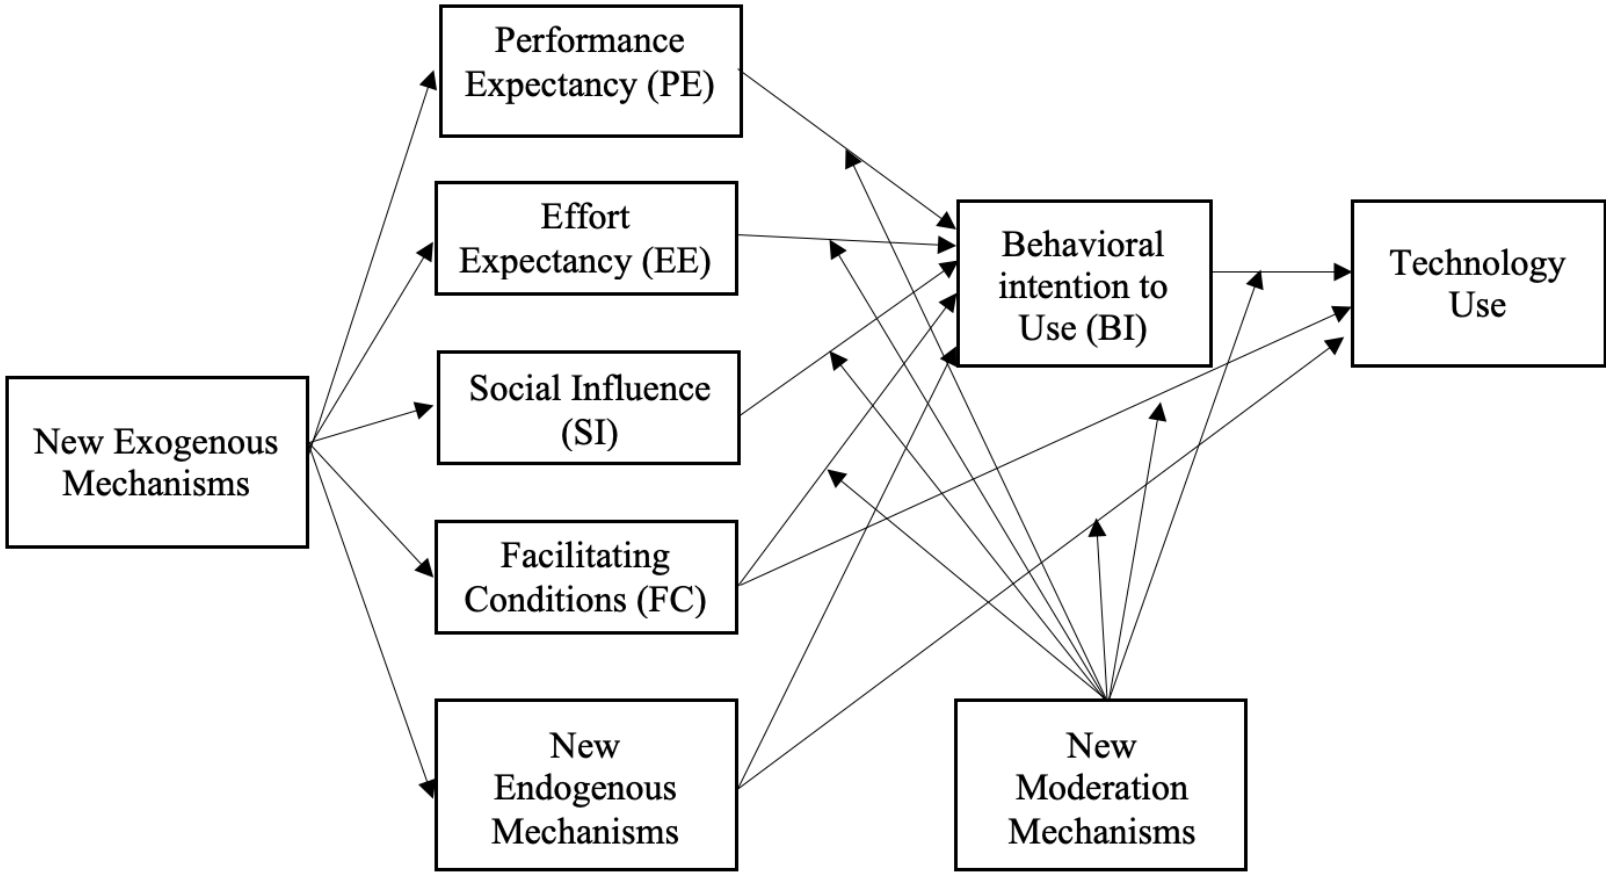 Performance
Expectancy (PE)
Effort
Expectancy (EE)
Behavioral
intention to
Use (BI)
Technology
Use
Social Influence
(SI)
New Exogenous
Mechanisms
Facilitating
Conditions (FC)
New
Endogenous
Mechanisms
New
Moderation
Mechanisms